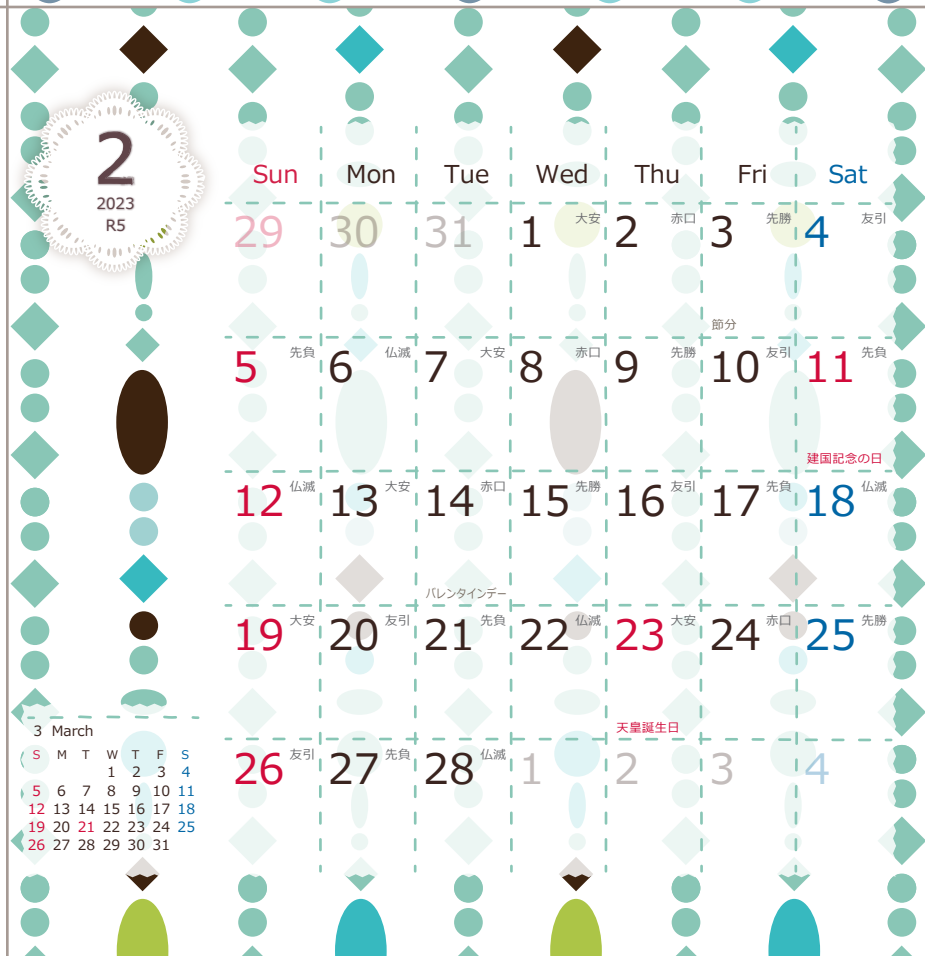 2
2023
R5
Sun Mon Tue Wed Thu Fri Sat
29 30 31 1 大安 2 赤口 3 先勝 4 友引
節分
5 先負 6 仏滅 7 大安 8 赤口 9 先勝 10 友引 11 先負
建国記念の日
12 仏滅 13 大安 14 赤口 15 先勝 16 友引 17 先負 18 仏滅
バレンタインデー
19 大安 20 友引 21 先負 22 仏滅 23 大安 24 赤口 25 先勝
天皇誕生日
26 友引 27 先負 28 仏滅 1 2 3 4
3 March
S M T W T F S
1 2 3 4
5 6 7 8 9 10 11
12 13 14 15 16 17 18
19 20 21 22 23 24 25
26 27 28 29 30 31